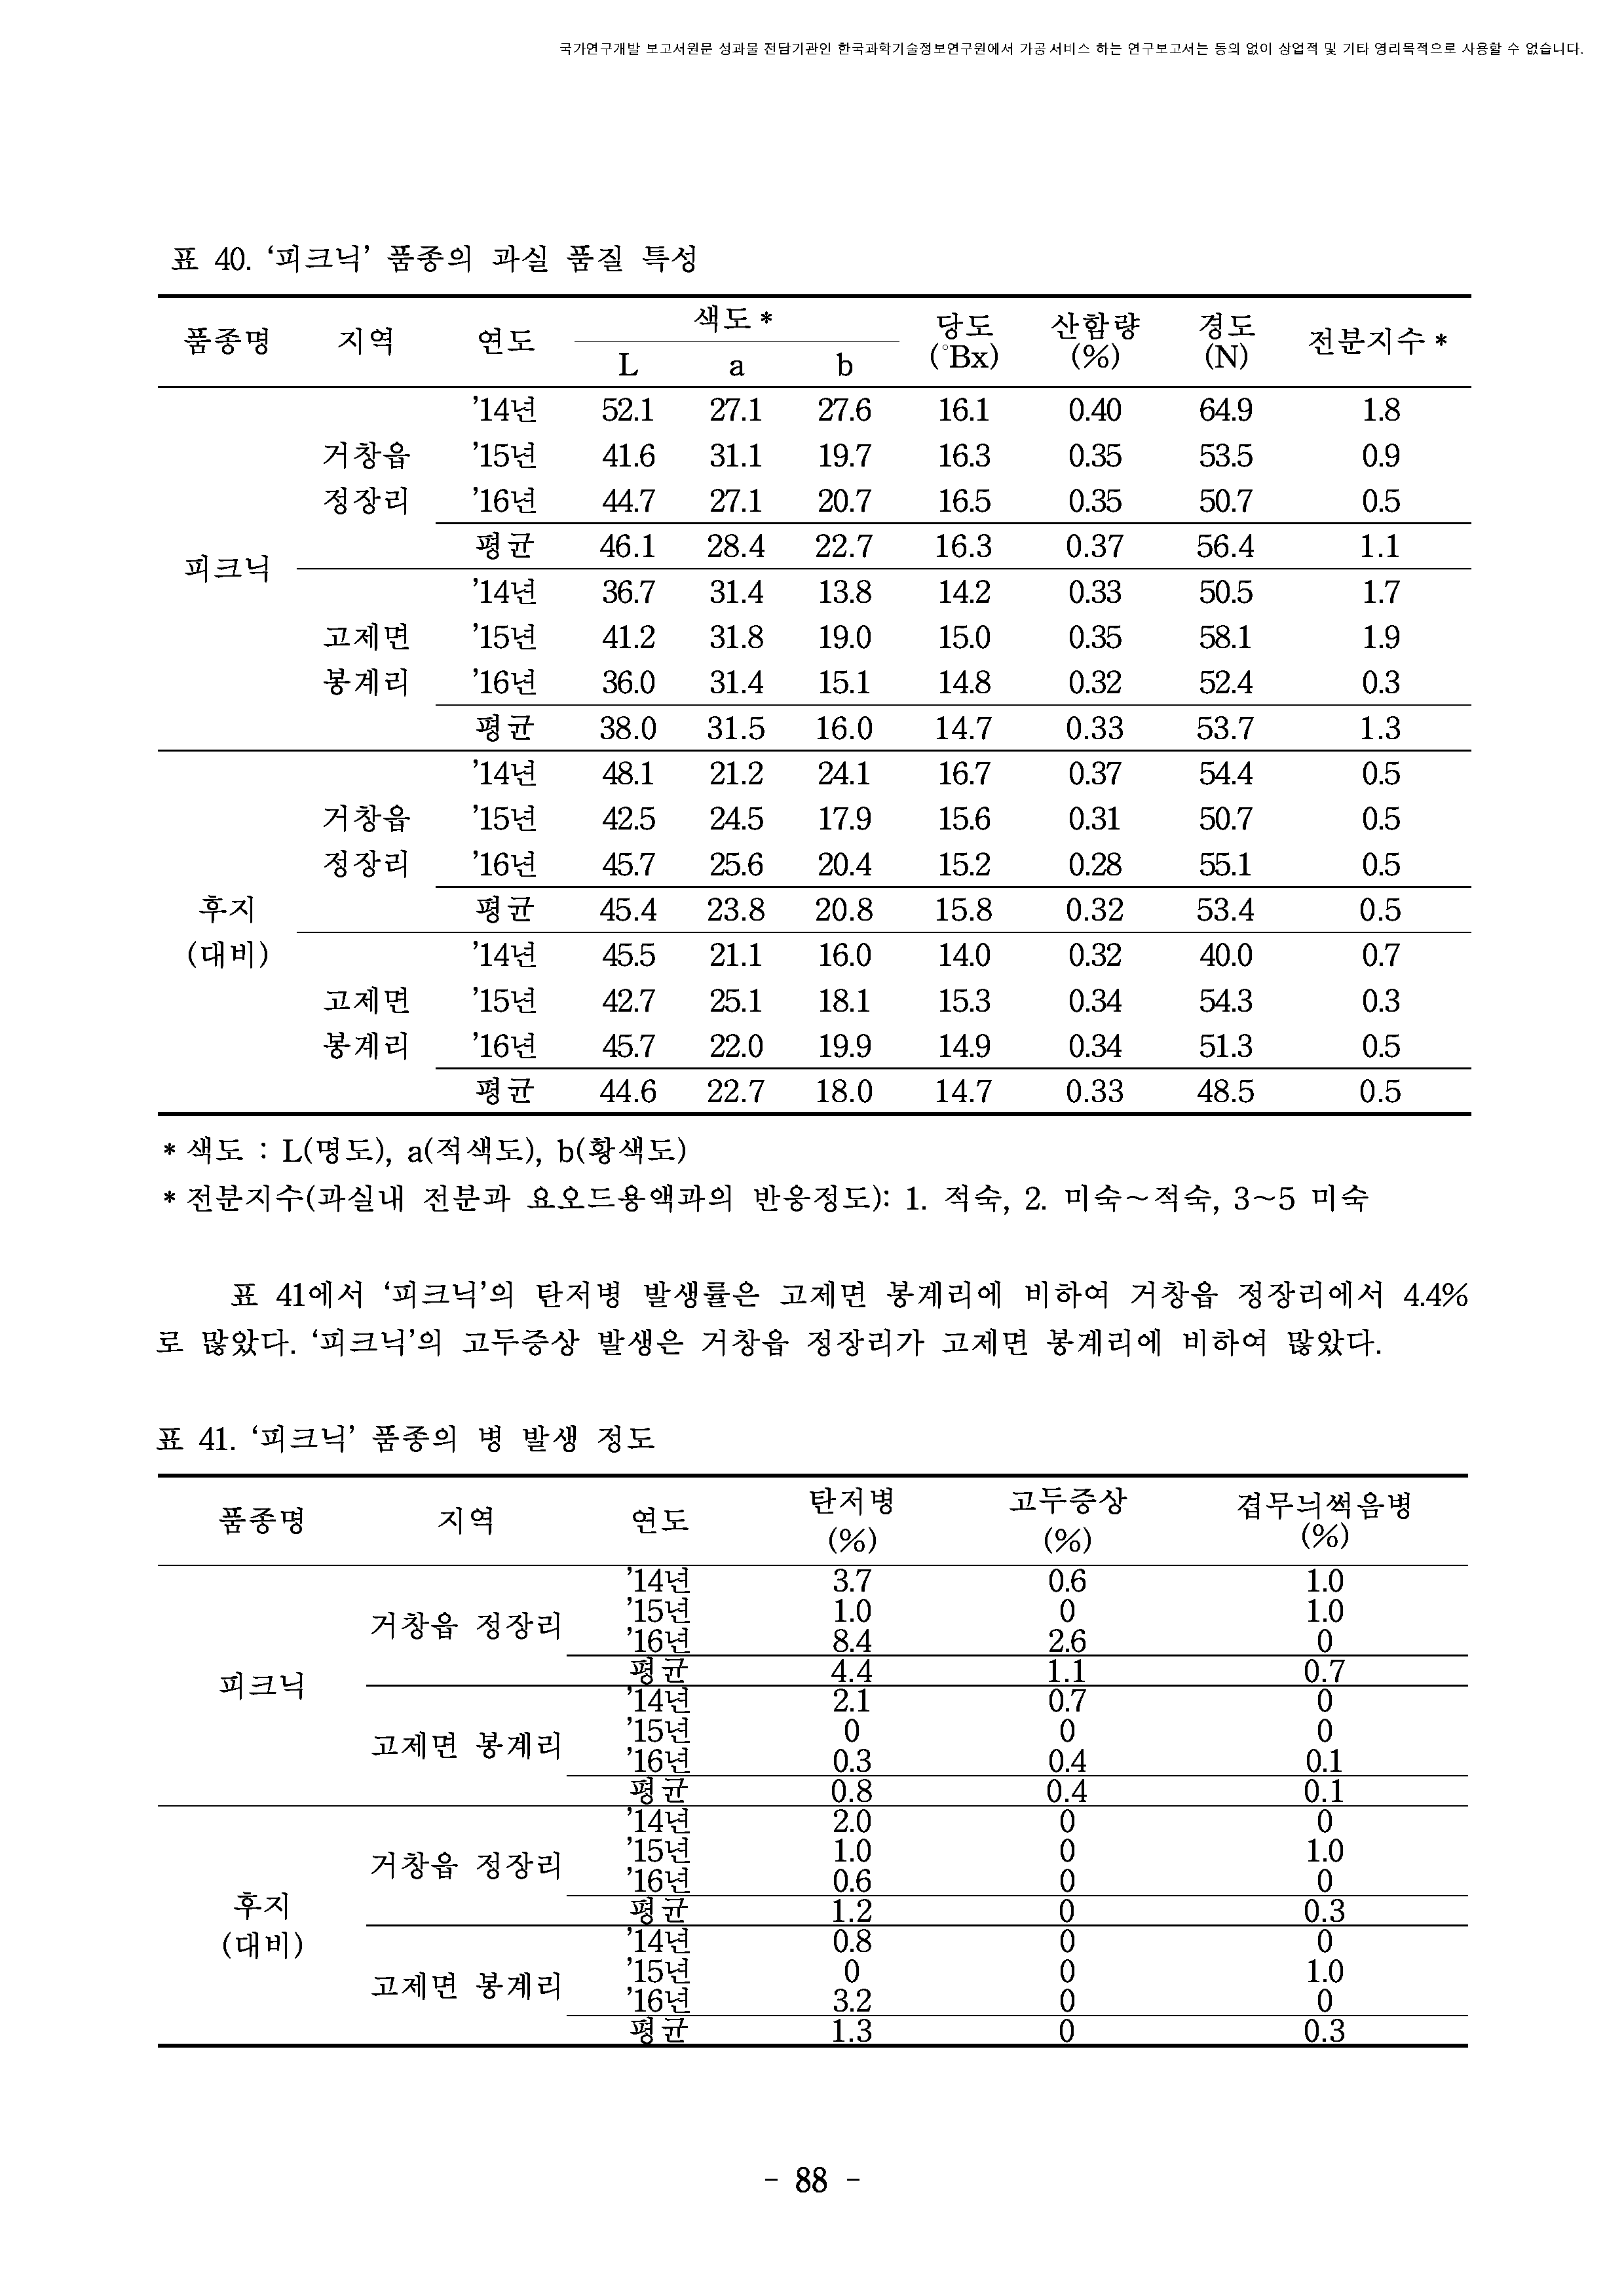 국가연구개발 보고서원문 성과물 전담기관인 한국과학기술정보연구원에서 가공·서비스 하는 연구보고서는 동의 없이 상업적 및 기타 영리목적으로 사용할 수 없습니다.
표 40. ‘피크닉’ 품종의 과실 품질 특성
품종명 지역 연도 색도* 당도 (°Bx) 산함량 (%) 경도 (N) 전분지수*
L a b
’14년 52.1 27.1 27.6 16.1 0.40 64.9 1.8
거창읍 ’15년 41.6 31.1 19.7 16.3 0.35 53.5 0.9
정장리 ’16년 44.7 27.1 20.7 16.5 0.35 50.7 0.5
평균 46.1 28.4 22.7 16.3 0.37 56.4 1.1
피크닉
’14년 36.7 31.4 13.8 14.2 0.33 50.5 1.7
고제면 ’15년 41.2 31.8 19.0 15.0 0.35 58.1 1.9
봉계리 ’16년 36.0 31.4 15.1 14.8 0.32 52.4 0.3
평균 38.0 31.5 16.0 14.7 0.33 53.7 1.3
’14년 48.1 21.2 24.1 16.7 0.37 54.4 0.5
거창읍 ’15년 42.5 24.5 17.9 15.6 0.31 50.7 0.5
정장리 ’16년 45.7 25.6 20.4 15.2 0.28 55.1 0.5
후지 평균 45.4 23.8 20.8 15.8 0.32 53.4 0.5
(대비) ’14년 45.5 21.1 16.0 14.0 0.32 40.0 0.7
고제면 ’15년 42.7 25.1 18.1 15.3 0.34 54.3 0.3
봉계리 ’16년 45.7 22.0 19.9 14.9 0.34 51.3 0.5
평균 44.6 22.7 18.0 14.7 0.33 48.5 0.5
* 색도 : L(명도), a(적색도), b(황색도)
* 전분지수(과실내 전분과 요오드용액과의 반응정도): 1. 적숙, 2. 미숙～적숙, 3～5 미숙
표 41에서 ‘피크닉’의 탄저병 발생률은 고제면 봉계리에 비하여 거창읍 정장리에서 4.4%
로 많았다. ‘피크닉’의 고두증상 발생은 거창읍 정장리가 고제면 봉계리에 비하여 많았다.
표 41. ‘피크닉’ 품종의 병 발생 정도
품종명 지역 연도 탄저병 (%) 고두증상 (%) 겹무늬썩음병 (%)
’14년 3.7 0.6 1.0
거창읍 정장리 ’15년 1.0 0 1.0
’16년 8.4 2.6 0
평균 4.4 1.1 0.7
피크닉
’14년 2.1 0.7 0
고제면 봉계리 ’15년 0 0 0
’16년 0.3 0.4 0.1
평균 0.8 0.4 0.1
’14년 2.0 0 0
거창읍 정장리 ’15년 1.0 0 1.0
’16년 0.6 0 0
후지 평균 1.2 0 0.3
(대비) ’14년 0.8 0 0
고제면 봉계리 ’15년 0 0 1.0
’16년 3.2 0 0
평균 1.3 0 0.3
- 88 -